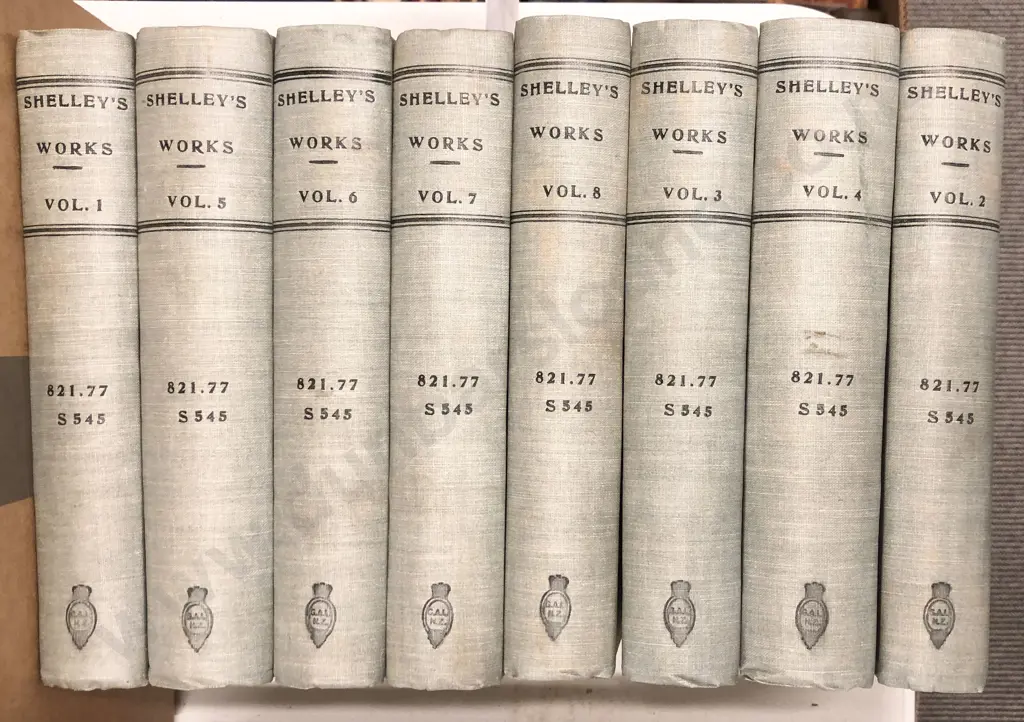 SHELLEY'S
WORKS
VOL. 1
821.77
S 545
SHELLEY'S
WORKS
VOL. 5
821.77
S 545
SHELLEY'S
WORKS
VOL. 6
821.77
S 545
G.A.L.
N.Z.
SHELLEY'S
WORKS
VOL. 7
821.77
S 545
G.A.L.
N.Z.
SHELLEY'S
WORKS
VOL. 8
821.77
S 545
G.A.L.
N.Z.
SHELLEY'S
WORKS
VOL. 3
821.77
S 545
SHELLEY'S
WORKS
VOL. 4
821.77
S 545
G.A.L.
N.Z.
SHELLEY'S
WORKS
VOL. 2
821.77
S 545
G.A.L.
N.Z.